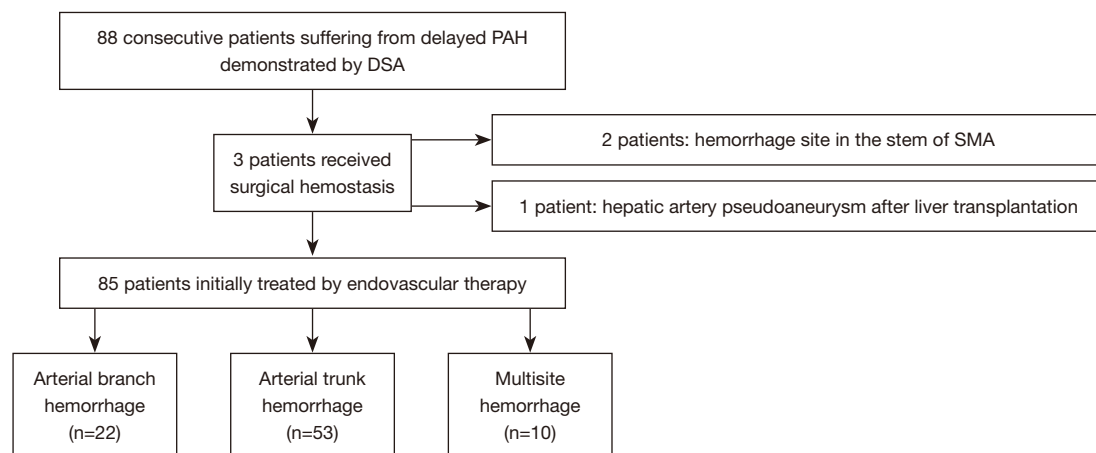 88 consecutive patients suffering from delayed PAH
demonstrated by DSA
3 patients received
surgical hemostasis
2 patients: hemorrhage site in the stem of SMA
1 patient: hepatic artery pseudoaneurysm after liver transplantation
85 patients initially treated by endovascular therapy
Arterial branch
hemorrhage
(n=22)
Arterial trunk
hemorrhage
(n=53)
Multisite
hemorrhage
(n=10)